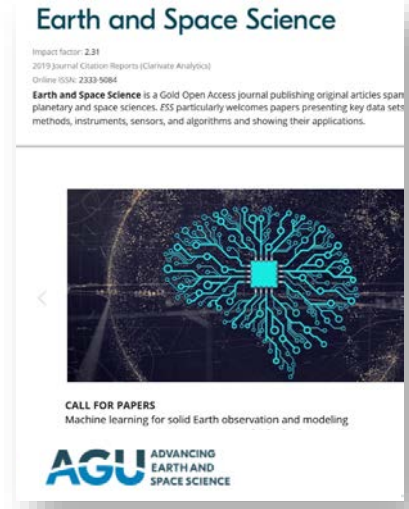 Earth and Space Science
Impact factor: 2.31
2019 Journal Citation Reports (Clarivate Analytics)
Online ISSN: 2333-5084
Earth and Space Science is a Gold Open Access journal publishing original articles span
planetary and space sciences. ESS particularly welcomes papers presenting key data sets
methods, instruments, sensors, and algorithms and showing their applications.
CALL FOR PAPERS
Machine learning for solid Earth observation and modeling
AGU ADVANCING
EARTH AND
SPACE SCIENCE